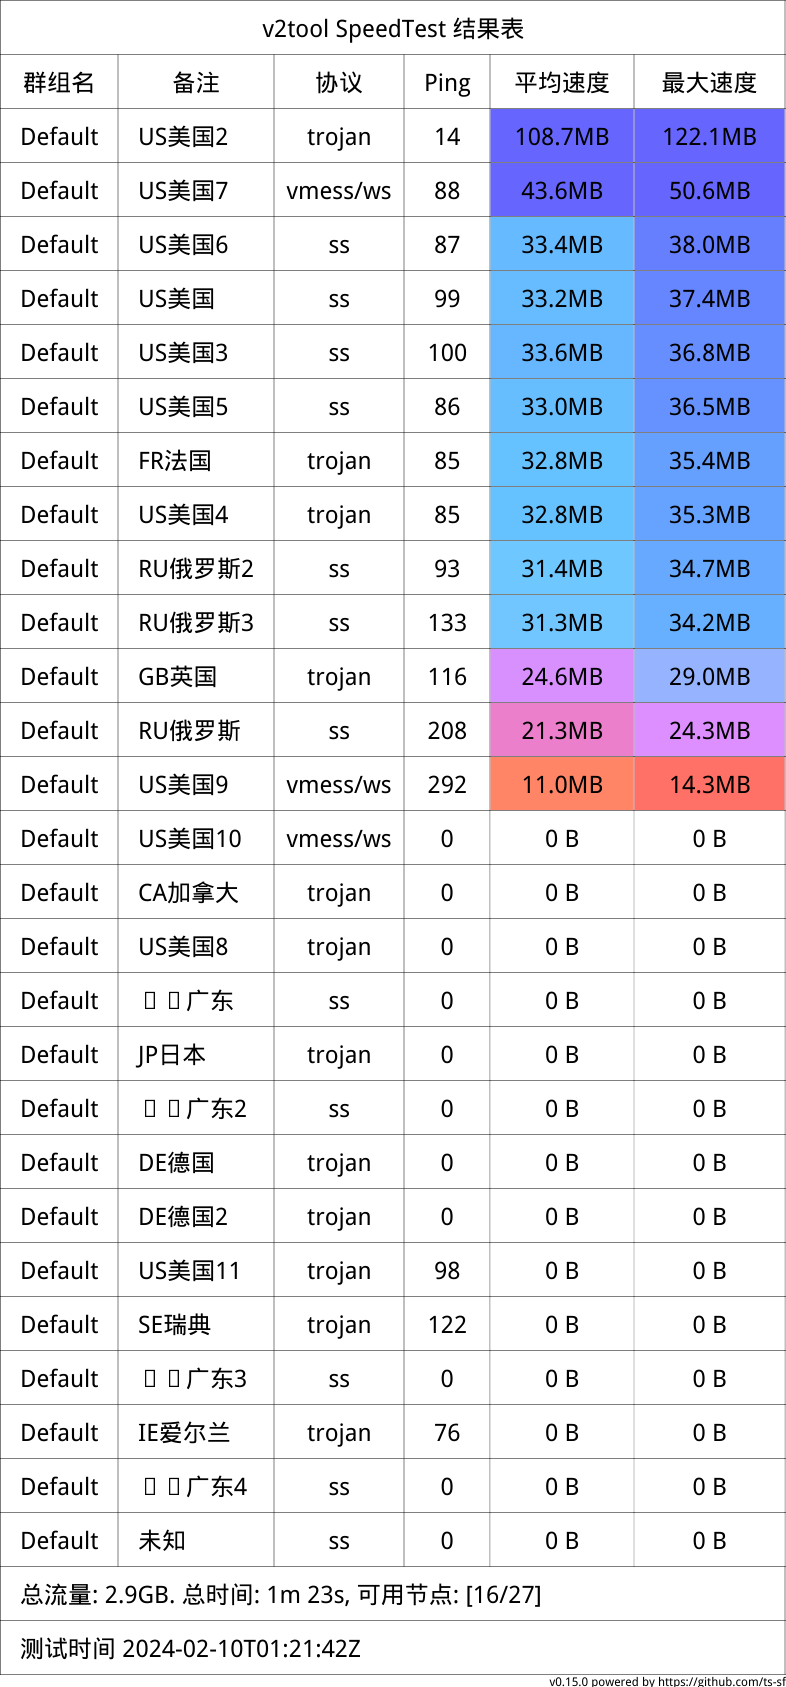 v2tool SpeedTest 结果表
群组名 备注 协议 Ping 平均速度 最大速度
Default US美国2 trojan 14 108.7MB 122.1MB
Default US美国7 vmess/ws 88 43.6MB 50.6MB
Default US美国6 ss 87 33.4MB 38.0MB
Default US美国 ss 99 33.2MB 37.4MB
Default US美国3 ss 100 33.6MB 36.8MB
Default US美国5 ss 86 33.0MB 36.5MB
Default FR法国 trojan 85 32.8MB 35.4MB
Default US美国4 trojan 85 32.8MB 35.3MB
Default RU俄罗斯2 ss 93 31.4MB 34.7MB
Default RU俄罗斯3 ss 133 31.3MB 34.2MB
Default GB英国 trojan 116 24.6MB 29.0MB
Default RU俄罗斯 ss 208 21.3MB 24.3MB
Default US美国9 vmess/ws 292 11.0MB 14.3MB
Default US美国10 vmess/ws 0 0 B 0 B
Default CA加拿大 trojan 0 0 B 0 B
Default US美国8 trojan 0 0 B 0 B
Default 广东 ss 0 0 B 0 B
Default JP日本 trojan 0 0 B 0 B
Default 广东2 ss 0 0 B 0 B
Default DE德国 trojan 0 0 B 0 B
Default DE德国2 trojan 0 0 B 0 B
Default US美国11 trojan 98 0 B 0 B
Default SE瑞典 trojan 122 0 B 0 B
Default 广东3 ss 0 0 B 0 B
Default IE爱尔兰 trojan 76 0 B 0 B
Default 广东4 ss 0 0 B 0 B
Default 未知 ss 0 0 B 0 B
总流量: 2.9GB. 总时间: 1m 23s, 可用节点: [16/27]
测试时间 2024-02-10T01:21:42Z
v0.15.0 powered by https://github.com/ts-sf